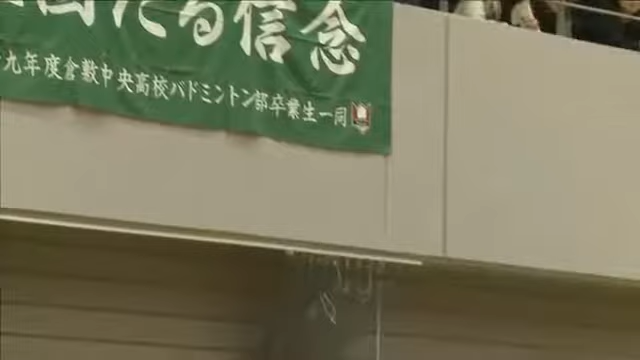 たる信念
九年度倉敷中央高校バドミントン部卒業生一同